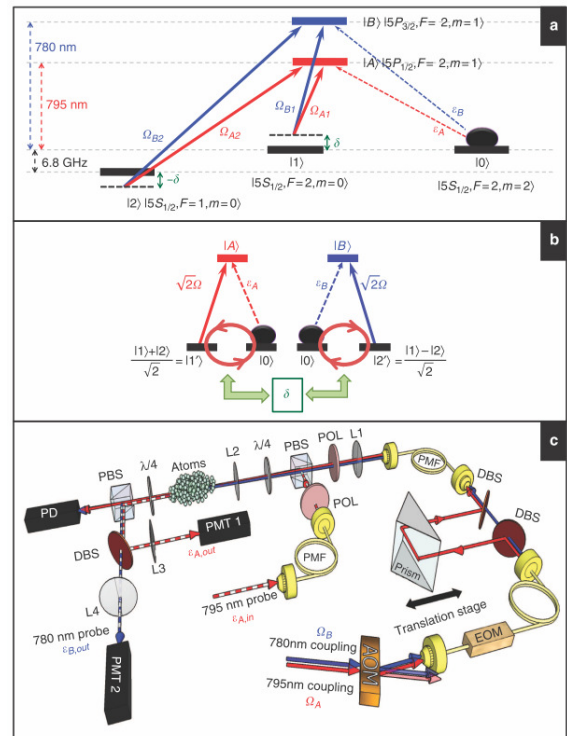 a
|B⟩ |5P3/2,F= 2,m=1⟩
780 nm
|A⟩ |5P1/2,F= 2,m=1⟩
795 nm
ΩB2
ΩA2
ΩB1
ΩA1
εB
εA
δ
6.8 GHz
|1⟩
|0⟩
−δ
|5S1/2,F=2,m=0⟩
|5S1/2,F=2,m=2⟩
|2⟩ |5S1/2,F=1,m=0⟩
b
|A⟩
|B⟩
√2Ω
εA
εB
√2Ω
|1⟩+|2⟩/√2 =|1′⟩
|0⟩
|0⟩
|2′⟩= |1⟩−|2⟩/√2
δ
c
PBS
λ/4
Atoms
L2
λ/4
PBS
POL
L1
PMF
DBS
DBS
PD
POL
PMT 1
εA,out
L3
DBS
PMF
Prism
L4
795 nm probe
εA,in
Translation stage
780 nm probe
εB,out
EOM
PMT 2
ΩB
780nm coupling
795nm coupling
ΩA
AOM